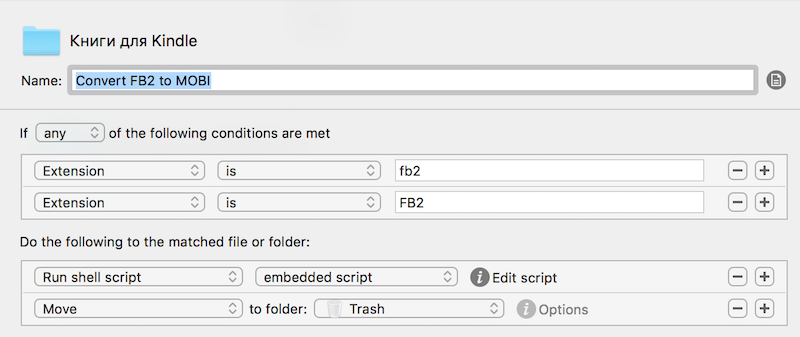 Книги для Kindle
Name: Convert FB2 to MOBI
If any of the following conditions are met
Extension is fb2
Extension is FB2
Do the following to the matched file or folder:
Run shell script embedded script i Edit script
Move to folder: Trash i Options